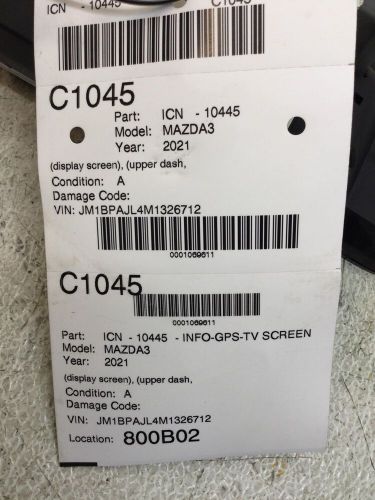 ICN - 10445 C1045
C1045
Part: ICN - 10445
Model: MAZDA3
Year: 2021
(display screen), (upper dash,
Condition: A
Damage Code:
VIN: JM1BPAJL4M1326712
0001069611
C1045
0001069611
Part: ICN - 10445 - INFO-GPS-TV SCREEN
Model: MAZDA3
Year: 2021
(display screen), (upper dash,
Condition: A
Damage Code:
VIN: JM1BPAJL4M1326712
Location: 800B02